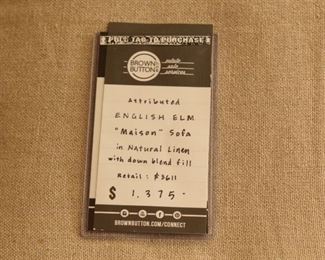 PULL TAG TO PURCHASE
BROWN BUTTON
estate
sale
services
Attributed
ENGLISH ELM
"Maison" Sofa
in Natural Linen
with down blend fill
Retail: $3611
$ 1,375-
BROWNBUTTON.COM/CONNECT